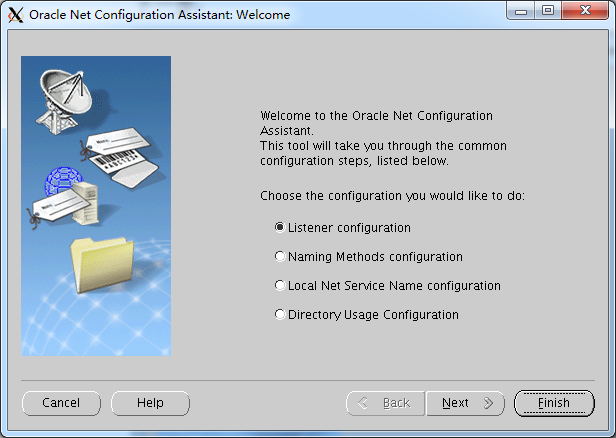 Oracle Net Configuration Assistant: Welcome
Welcome to the Oracle Net Configuration
Assistant.
This tool will take you through the common
configuration steps, listed below.
Choose the configuration you would like to do:
Listener configuration
Naming Methods configuration
Local Net Service Name configuration
Directory Usage Configuration
Cancel
Help
Back
Next
Finish